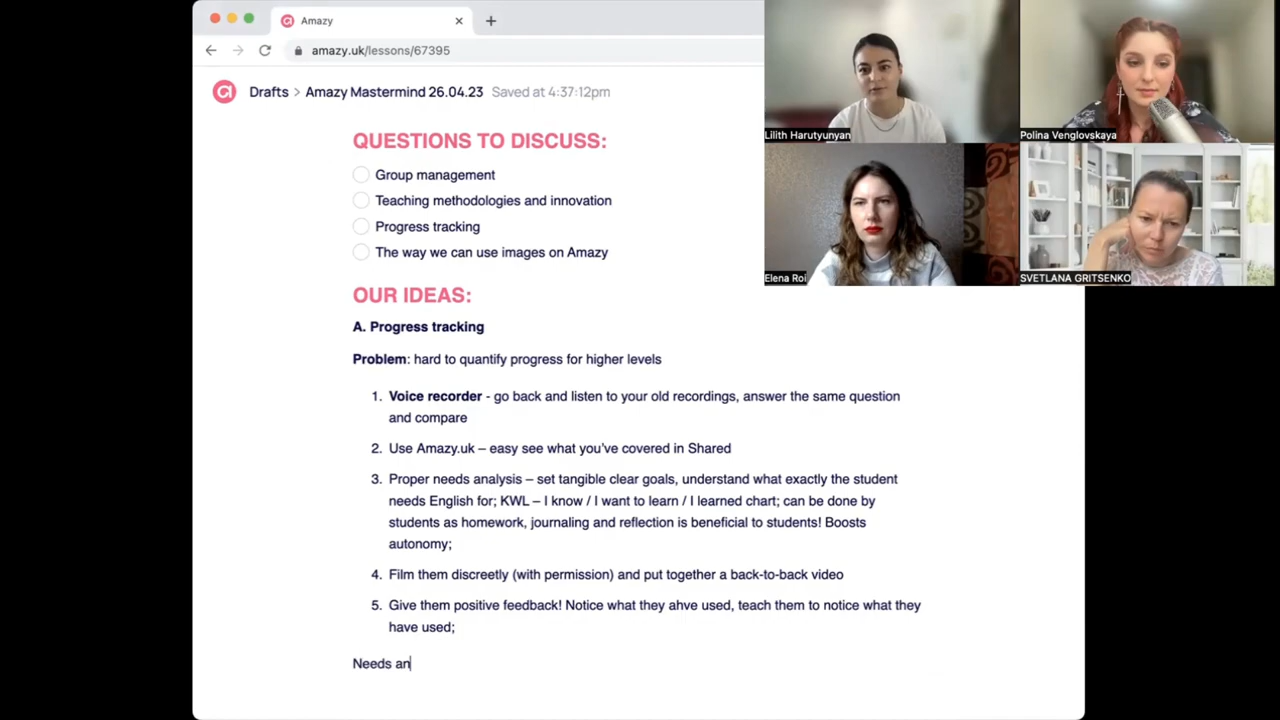 Amazy
amazy.uk/lessons/67395
Drafts > Amazy Mastermind 26.04.23 Saved at 4:37:12pm
QUESTIONS TO DISCUSS:
Group management
Teaching methodologies and innovation
Progress tracking
The way we can use images on Amazy
OUR IDEAS:
A. Progress tracking
Problem: hard to quantify progress for higher levels
1. Voice recorder - go back and listen to your old recordings, answer the same question
and compare
2. Use Amazy.uk – easy see what you’ve covered in Shared
3. Proper needs analysis – set tangible clear goals, understand what exactly the student
needs English for; KWL – I know / I want to learn / I learned chart; can be done by
students as homework, journaling and reflection is beneficial to students! Boosts
autonomy;
4. Film them discreetly (with permission) and put together a back-to-back video
5. Give them positive feedback! Notice what they ahve used, teach them to notice what they
have used;
Needs an
Lilith Harutyunyan
Polina Venglovskaya
Elena Roi
SVETLANA GRITSENKO